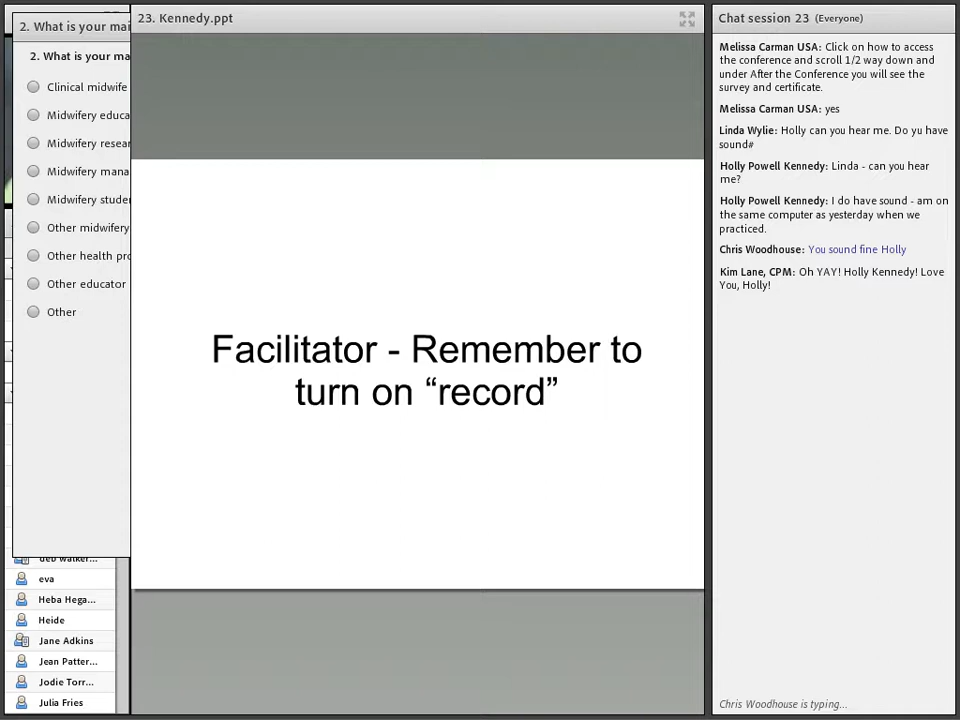 2. What is your mai
2. What is your ma
Clinical midwife
Midwifery educa
Midwifery resear
Midwifery mana
Midwifery stude
Other midwifery
Other health pro
Other educator
Other
deb walker...
eva
Heba Hega...
Heide
Jane Adkins
Jean Patter...
Jodie Torr...
Julia Fries
23. Kennedy.ppt
Facilitator - Remember to
turn on “record”
Chat session 23 (Everyone)
Melissa Carman USA: Click on how to access
the conference and scroll 1/2 way down and
under After the Conference you will see the
survey and certificate.
Melissa Carman USA: yes
Linda Wylie: Holly can you hear me. Do yu have
sound#
Holly Powell Kennedy: Linda - can you hear
me?
Holly Powell Kennedy: I do have sound - am on
the same computer as yesterday when we
practiced.
Chris Woodhouse: You sound fine Holly
Kim Lane, CPM: Oh YAY! Holly Kennedy! Love
You, Holly!
Chris Woodhouse is typing...